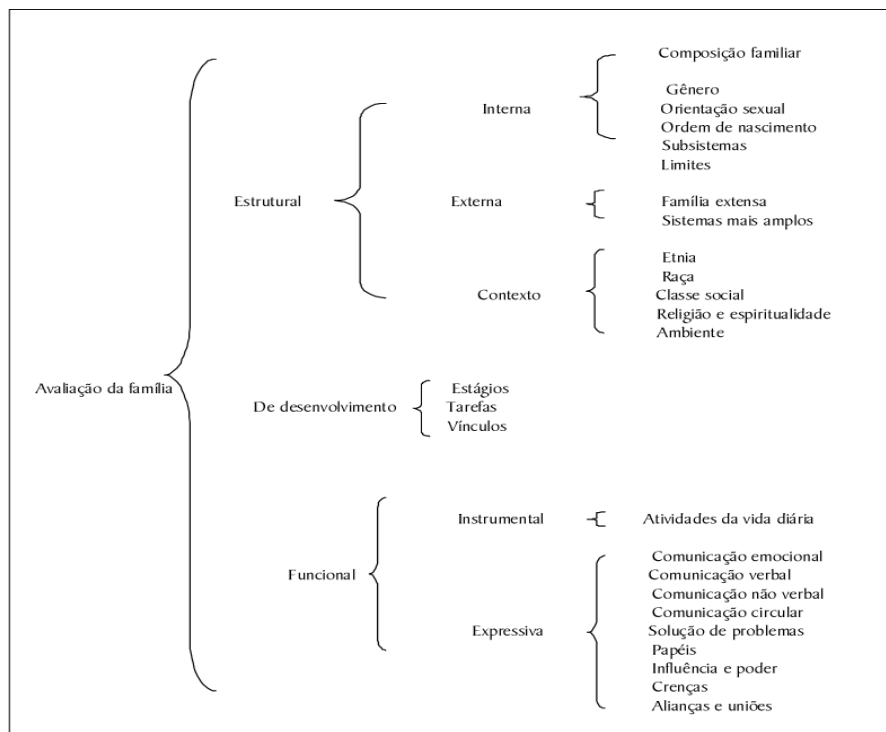 Avaliação da família
Estrutural
Interna
Composição familiar
Gênero
Orientação sexual
Ordem de nascimento
Subsistemas
Limites
Externa
Família extensa
Sistemas mais amplos
Contexto
Etnia
Raça
Classe social
Religião e espiritualidade
Ambiente
De desenvolvimento
Estágios
Tarefas
Vínculos
Funcional
Instrumental
Atividades da vida diária
Expressiva
Comunicação emocional
Comunicação verbal
Comunicação não verbal
Comunicação circular
Solução de problemas
Papéis
Influência e poder
Crenças
Alianças e uniões